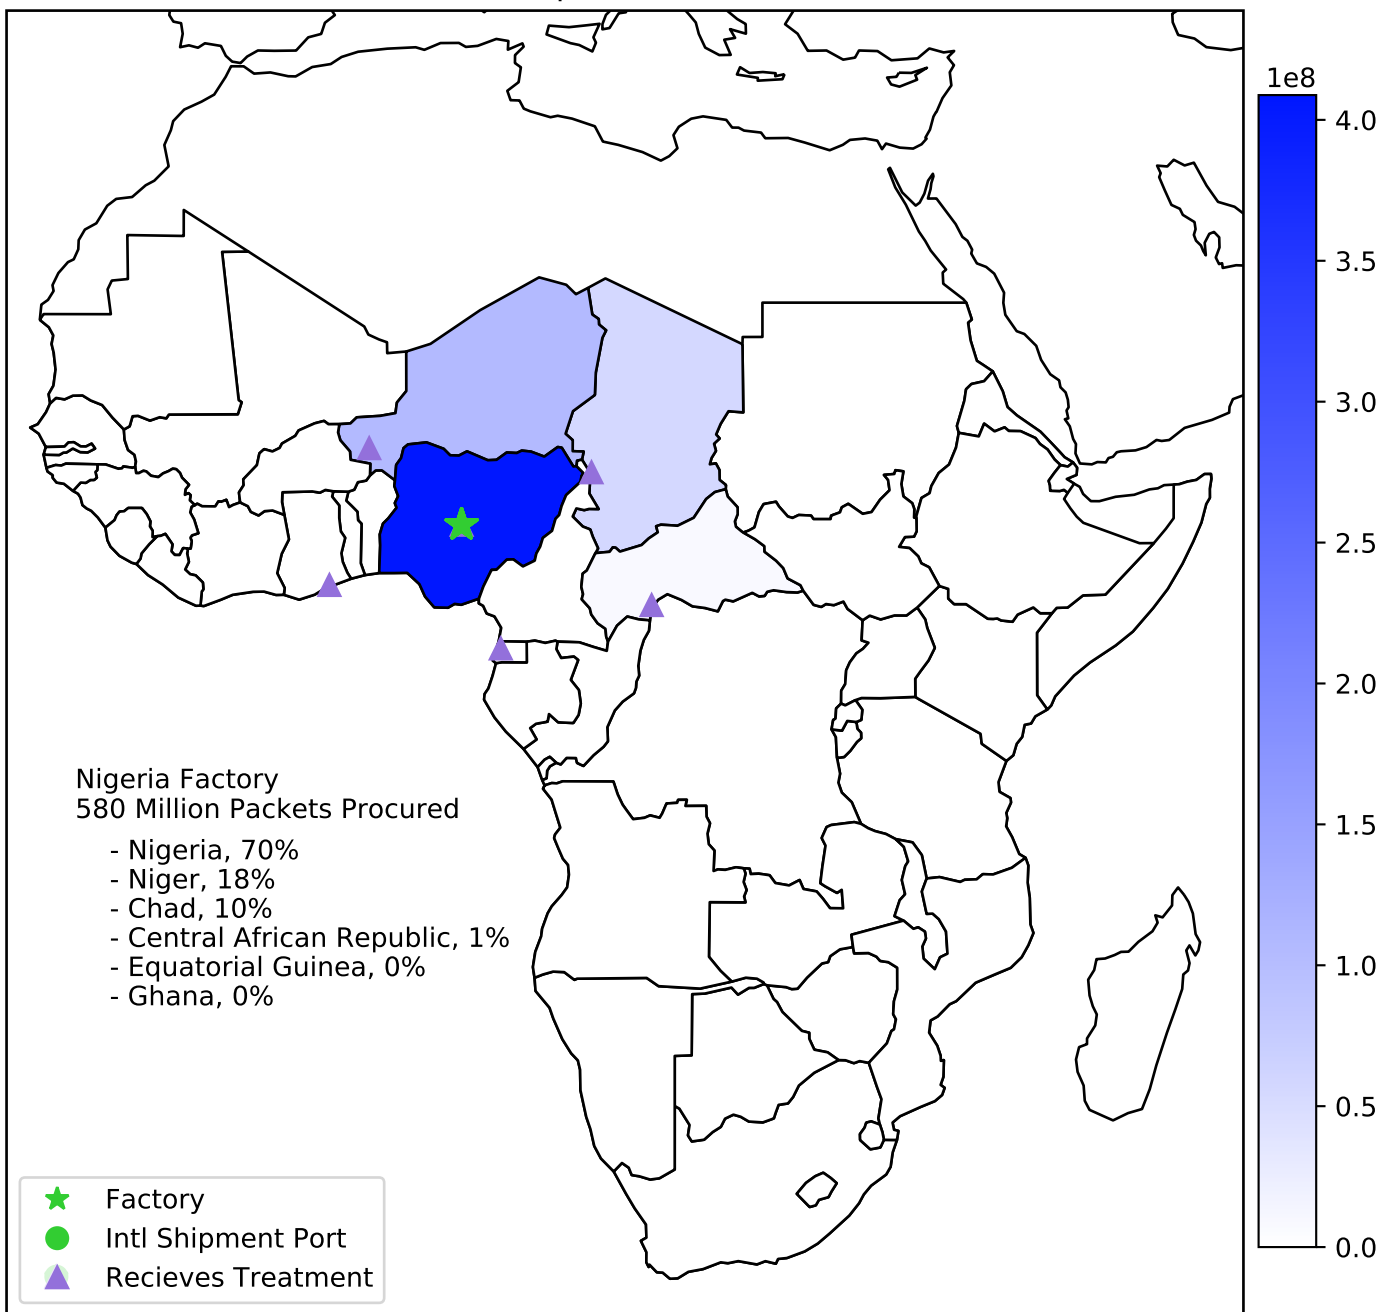 1e8
4.0
3.5
3.0
2.5
2.0
1.5
1.0
0.5
0.0
Nigeria Factory
580 Million Packets Procured
- Nigeria, 70%
- Niger, 18%
- Chad, 10%
- Central African Republic, 1%
- Equatorial Guinea, 0%
- Ghana, 0%
Factory
Intl Shipment Port
Recieves Treatment